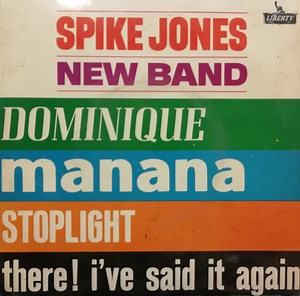 SPIKE JONES
LIBERTY
NEW BAND
DOMINIQUE
manana
STOPLIGHT
there! i've said it again